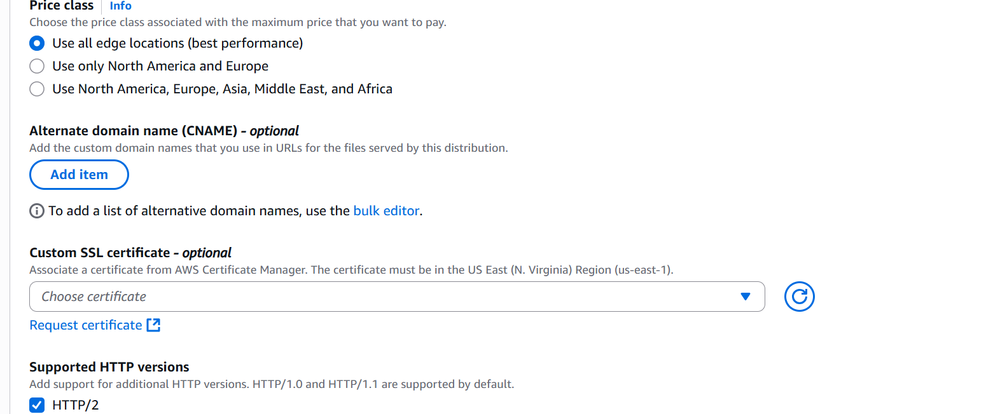 Price class Info
Choose the price class associated with the maximum price that you want to pay.
Use all edge locations (best performance)
Use only North America and Europe
Use North America, Europe, Asia, Middle East, and Africa
Alternate domain name (CNAME) - optional
Add the custom domain names that you use in URLs for the files served by this distribution.
Add item
To add a list of alternative domain names, use the bulk editor.
Custom SSL certificate - optional
Associate a certificate from AWS Certificate Manager. The certificate must be in the US East (N. Virginia) Region (us-east-1).
Choose certificate
Request certificate
Supported HTTP versions
Add support for additional HTTP versions. HTTP/1.0 and HTTP/1.1 are supported by default.
HTTP/2